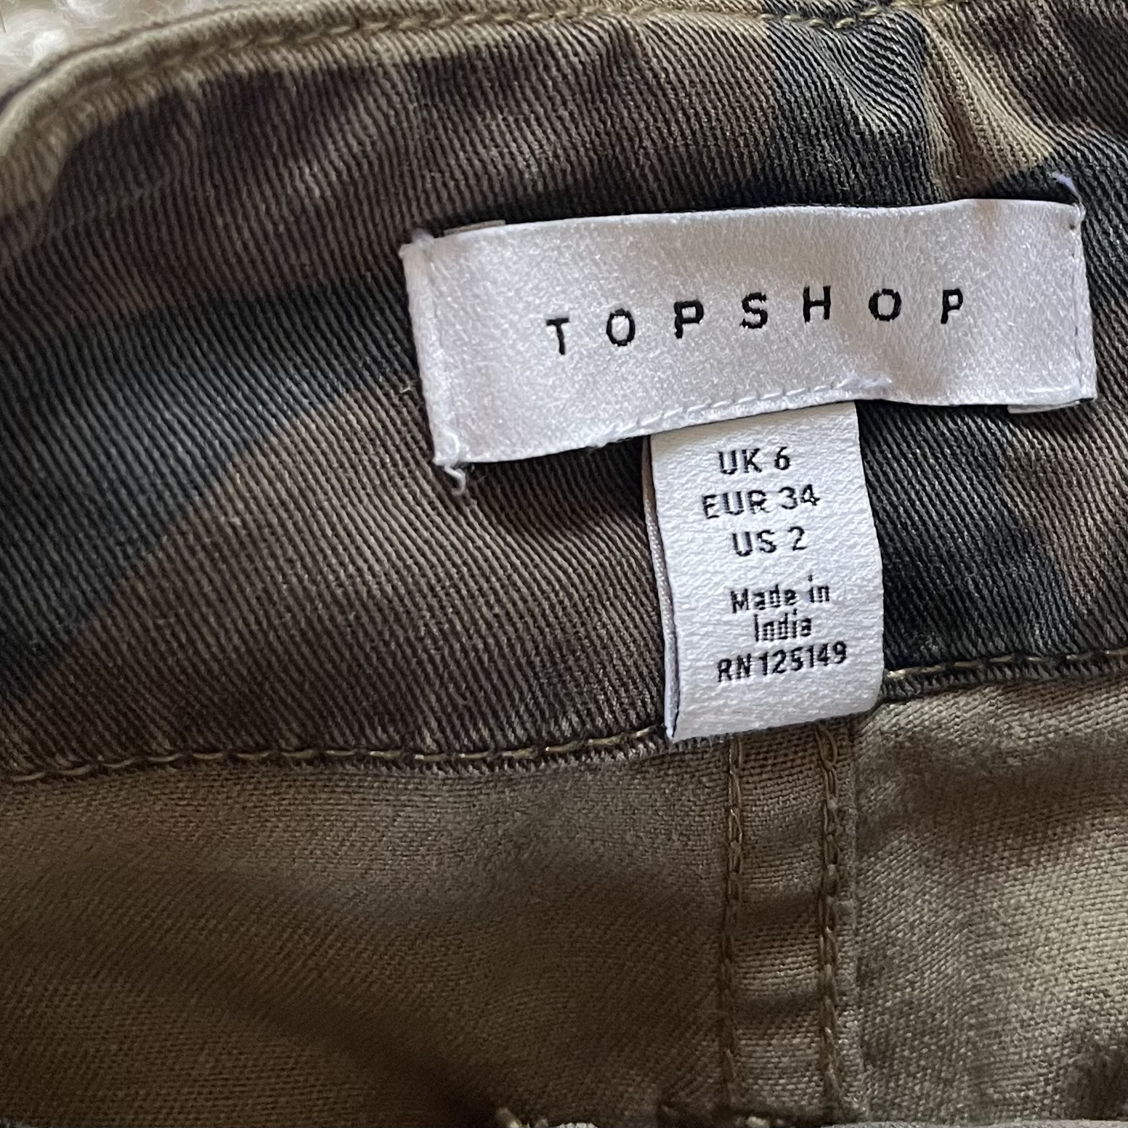 TOPSHOP
UK 6
EUR 34
US 2
Made in
India
RN 125149